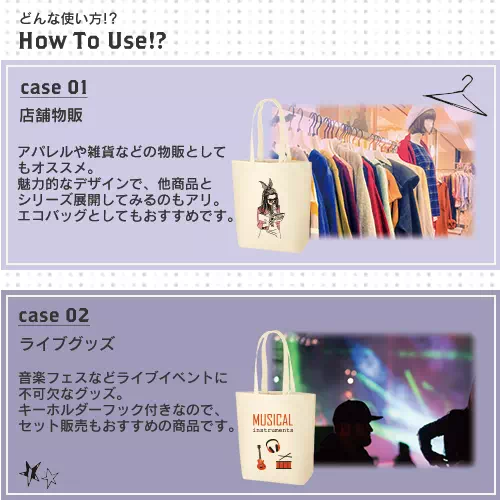 どんな使い方!?
How To Use!?
case 01
店舗物販
アパレルや雑貨などの物販として
もオススメ。
魅力的なデザインで、他商品と
シリーズ展開してみるのもアリ。
エコバッグとしてもおすすめです。
case 02
ライブグッズ
音楽フェスなどライブイベントに
不可欠なグッズ。
キーホルダーフック付きなので、
セット販売もおすすめの商品です。
MUSICAL
instruments